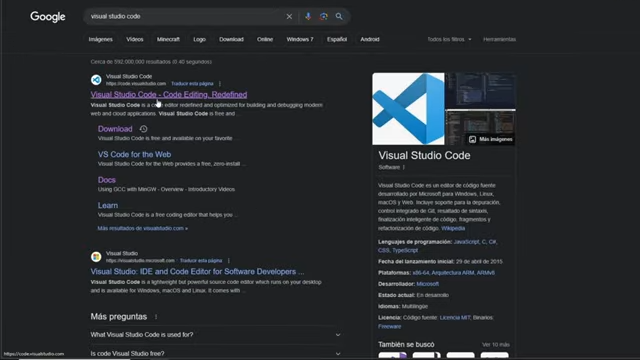 Google
visual studio code
Imágenes
Vídeos
Minecraft
Logo
Download
Online
Windows 7
Español
Android
Todos los filtros
Herramientas
Cerca de 592.000.000 resultados (0.40 segundos)
Visual Studio Code
https://code.visualstudio.com
Traducir esta página
Visual Studio Code - Code Editing. Redefined
Visual Studio Code is a code editor redefined and optimized for building and debugging modern
web and cloud applications. Visual Studio Code is free and ...
Download
Visual Studio Code is free and available on your favorite ...
VS Code for the Web
Visual Studio Code for the Web provides a free, zero-install ...
Docs
Using GCC with MinGW - Overview - Introductory Videos
Learn
Visual Studio Code is a free coding editor that helps you ...
Más resultados de visualstudio.com »
Visual Studio
https://visualstudio.microsoft.com
Traducir esta página
Visual Studio: IDE and Code Editor for Software Developers ...
Visual Studio Code is a lightweight but powerful source code editor which runs on your desktop
and is available for Windows, macOS and Linux. It comes with ...
Más preguntas
What Visual Studio Code is used for?
Is code Visual Studio free?
https://code.visualstudio.com
Más imágenes
Visual Studio Code
Software
Visual Studio Code es un editor de código fuente
desarrollado por Microsoft para Windows, Linux,
macOS y Web. Incluye soporte para la depuración,
control integrado de Git, resaltado de sintaxis,
finalización inteligente de código, fragmentos y
refactorización de código. Wikipedia
Lenguajes de programación: JavaScript, C, C#,
CSS, TypeScript
Fecha del lanzamiento inicial: 29 de abril de 2015
Plataformas: x86-64, Arquitectura ARM, ARMv8
Desarrollador: Microsoft
Estado actual: En desarrollo
Idiomas: Multilingüe
Licencia: Código fuente: Licencia MIT; Binarios:
Freeware
También se buscó
Ver 10 más